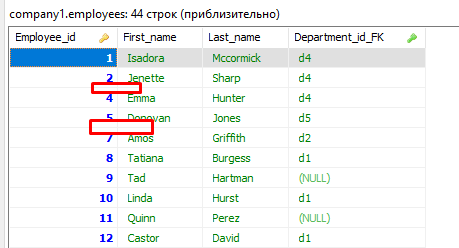 company1.employees: 44 строк (приблизительно)
Employee_id First_name Last_name Department_id_FK
1 Isadora Mccormick d4
2 Jenette Sharp d4
4 Emma Hunter d4
5 Donovan Jones d5
7 Amos Griffith d2
8 Tatiana Burgess d1
9 Tad Hartman (NULL)
10 Linda Hurst d1
11 Quinn Perez (NULL)
12 Castor David d1